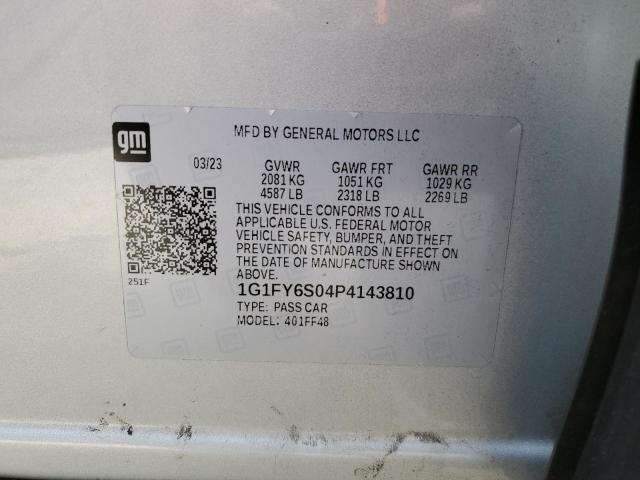 gm
MFD BY GENERAL MOTORS LLC
03/23 GVWR GAWR FRT GAWR RR
2081 KG 1051 KG 1029 KG
4587 LB 2318 LB 2269 LB
THIS VEHICLE CONFORMS TO ALL
APPLICABLE U.S. FEDERAL MOTOR
VEHICLE SAFETY, BUMPER, AND THEFT
PREVENTION STANDARDS IN EFFECT ON
THE DATE OF MANUFACTURE SHOWN
ABOVE.
251F
1G1FY6S04P4143810
TYPE: PASS CAR
MODEL: 401FF48